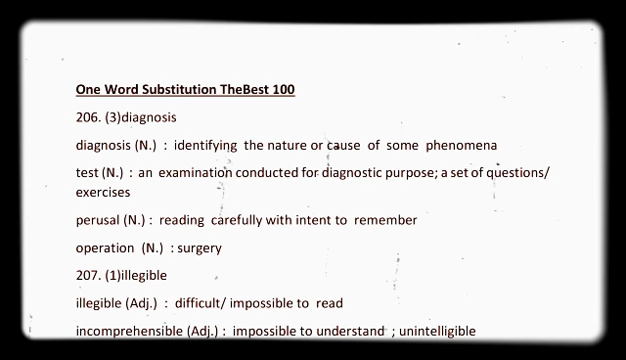 One Word Substitution TheBest 100
206. (3)diagnosis
diagnosis (N.) : identifying the nature or cause of some phenomena
test (N.) : an examination conducted for diagnostic purpose; a set of questions/
exercises
perusal (N.) : reading carefully with intent to remember
operation (N.) : surgery
207. (1)illegible
illegible (Adj.) : difficult/ impossible to read
incomprehensible (Adj.) : impossible to understand ; unintelligible